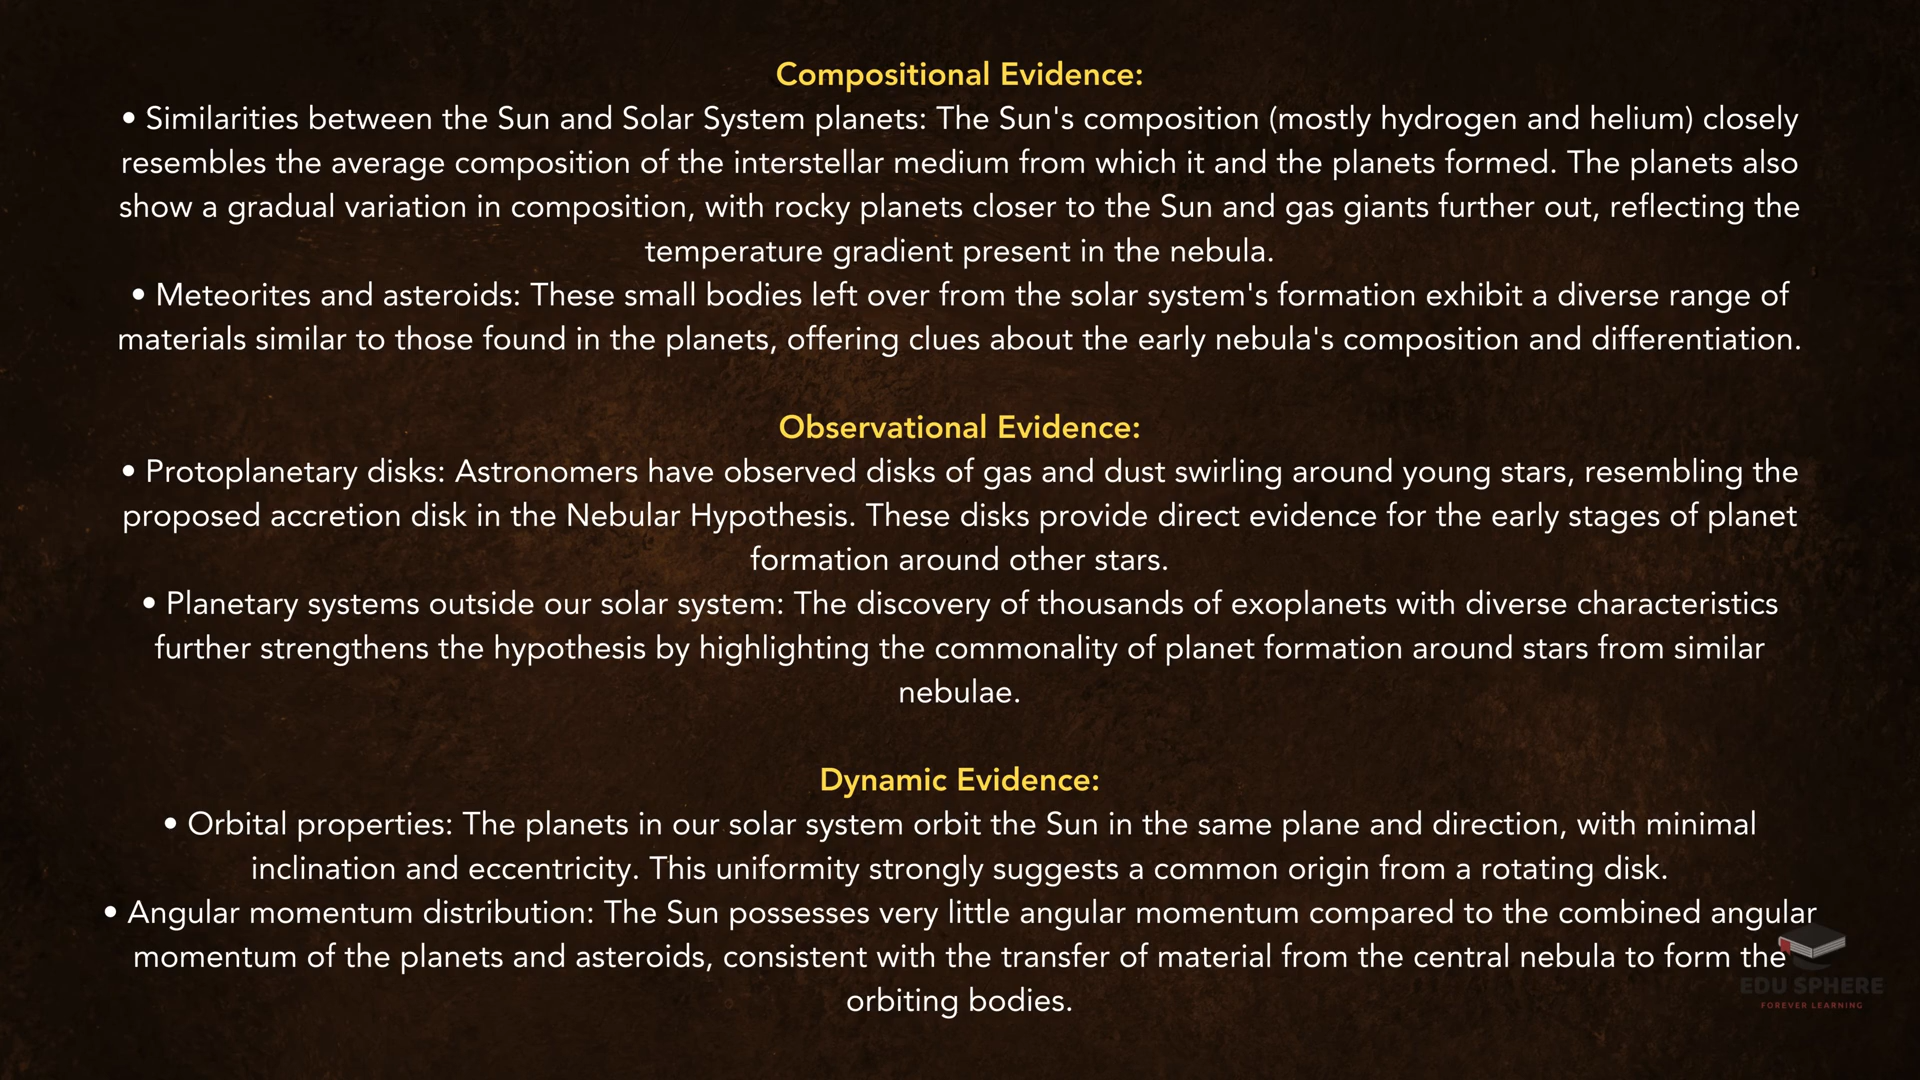 Compositional Evidence:
• Similarities between the Sun and Solar System planets: The Sun's composition (mostly hydrogen and helium) closely
resembles the average composition of the interstellar medium from which it and the planets formed. The planets also
show a gradual variation in composition, with rocky planets closer to the Sun and gas giants further out, reflecting the
temperature gradient present in the nebula.
• Meteorites and asteroids: These small bodies left over from the solar system's formation exhibit a diverse range of
materials similar to those found in the planets, offering clues about the early nebula's composition and differentiation.
Observational Evidence:
• Protoplanetary disks: Astronomers have observed disks of gas and dust swirling around young stars, resembling the
proposed accretion disk in the Nebular Hypothesis. These disks provide direct evidence for the early stages of planet
formation around other stars.
• Planetary systems outside our solar system: The discovery of thousands of exoplanets with diverse characteristics
further strengthens the hypothesis by highlighting the commonality of planet formation around stars from similar
nebulae.
Dynamic Evidence:
• Orbital properties: The planets in our solar system orbit the Sun in the same plane and direction, with minimal
inclination and eccentricity. This uniformity strongly suggests a common origin from a rotating disk.
• Angular momentum distribution: The Sun possesses very little angular momentum compared to the combined angular
momentum of the planets and asteroids, consistent with the transfer of material from the central nebula to form the
orbiting bodies.
EDU SPHERE
FOREVER LEARNING